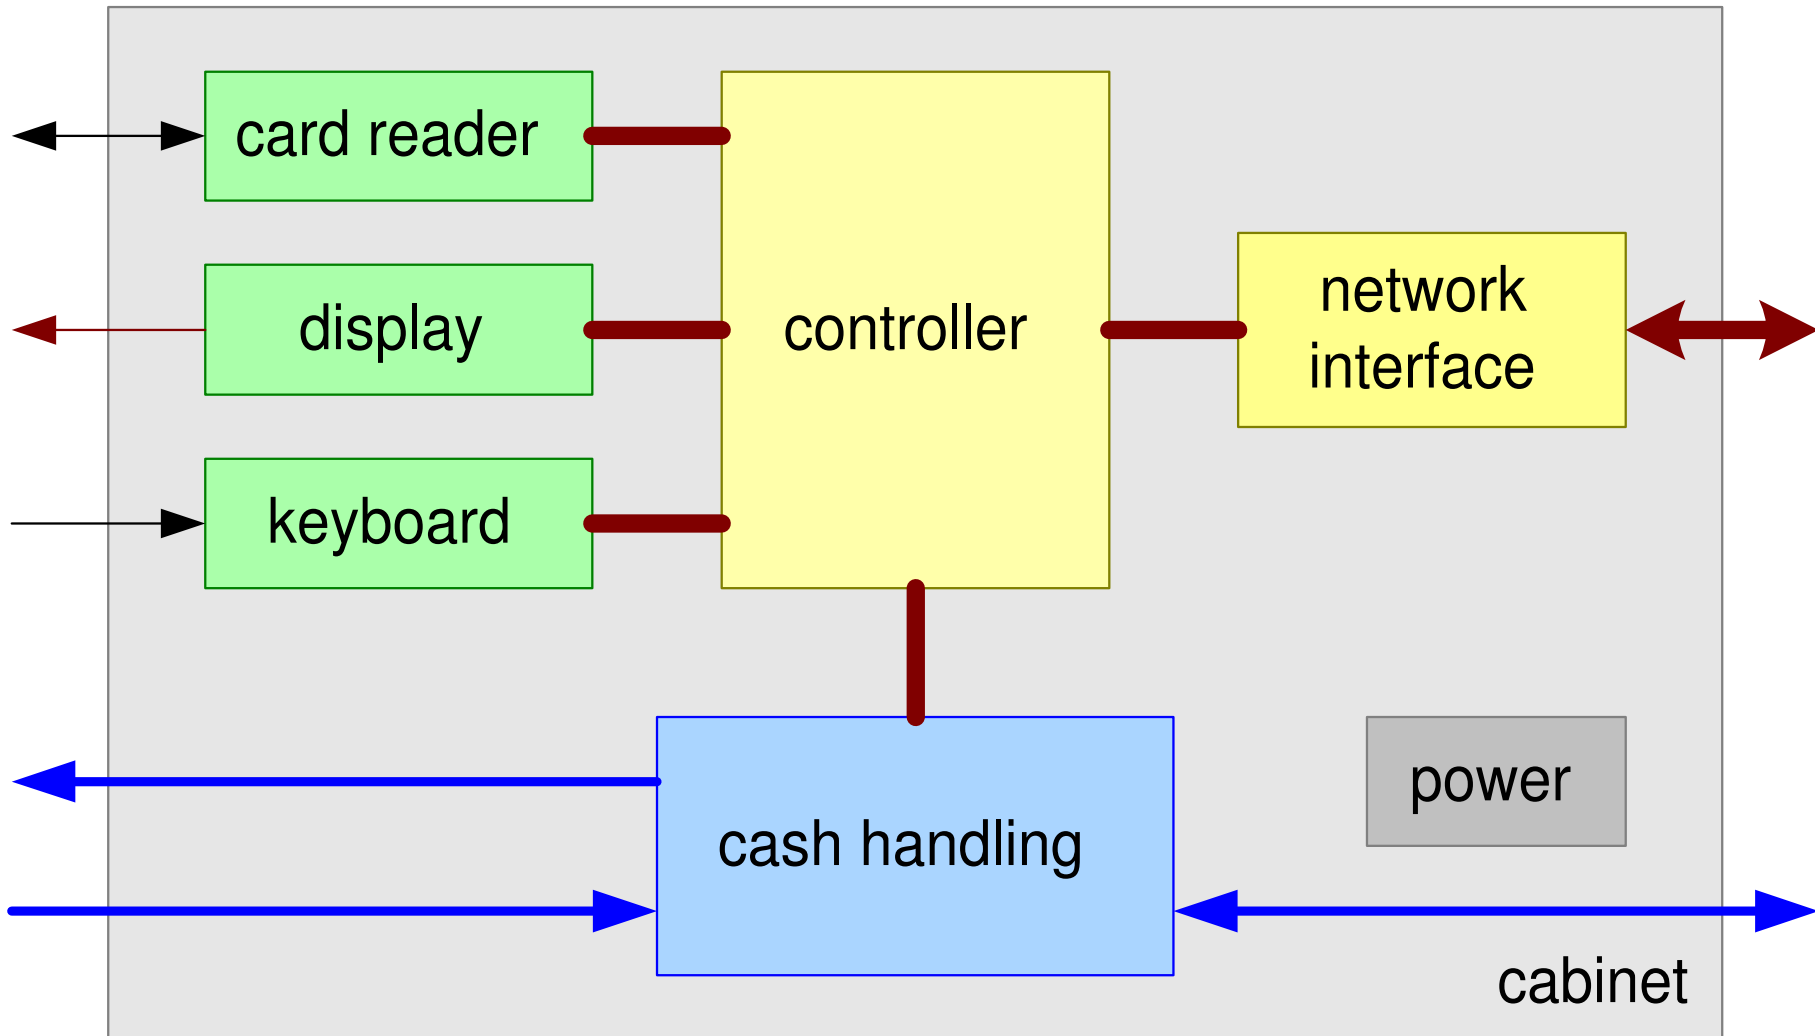 card reader
display
controller
network
interface
keyboard
power
cash handling
cabinet